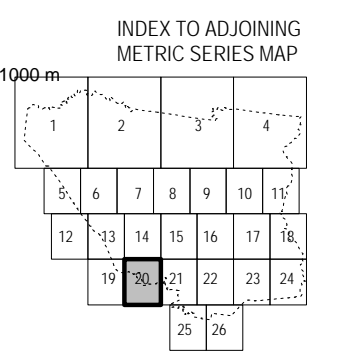 INDEX TO ADJOINING
METRIC SERIES MAP
1000 m
1 2 3 4
5 6 7 8 9 10 11
12 13 14 15 16 17 18
19 20 21 22 23 24
25 26